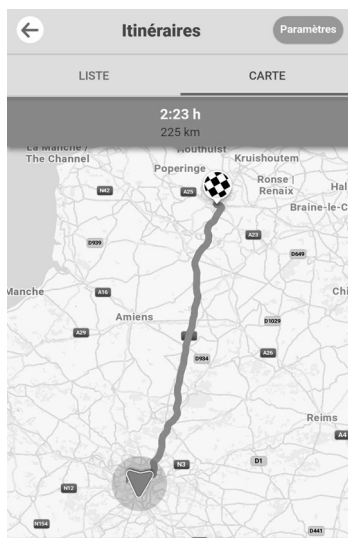 Itinéraires
Paramètres
LISTE
CARTE
2:23 h
225 km
La Manche /
The Channel
Houthulst
Kruishoutem
Poperinge
Ronse
Renaix
Hal
N42
A25
Braine-le-C
A23
D939
D649
Manche
A16
Chi
Amiens
D1029
A29
D934
A26
Reims
A4
N3
D1
N12
N154
D441